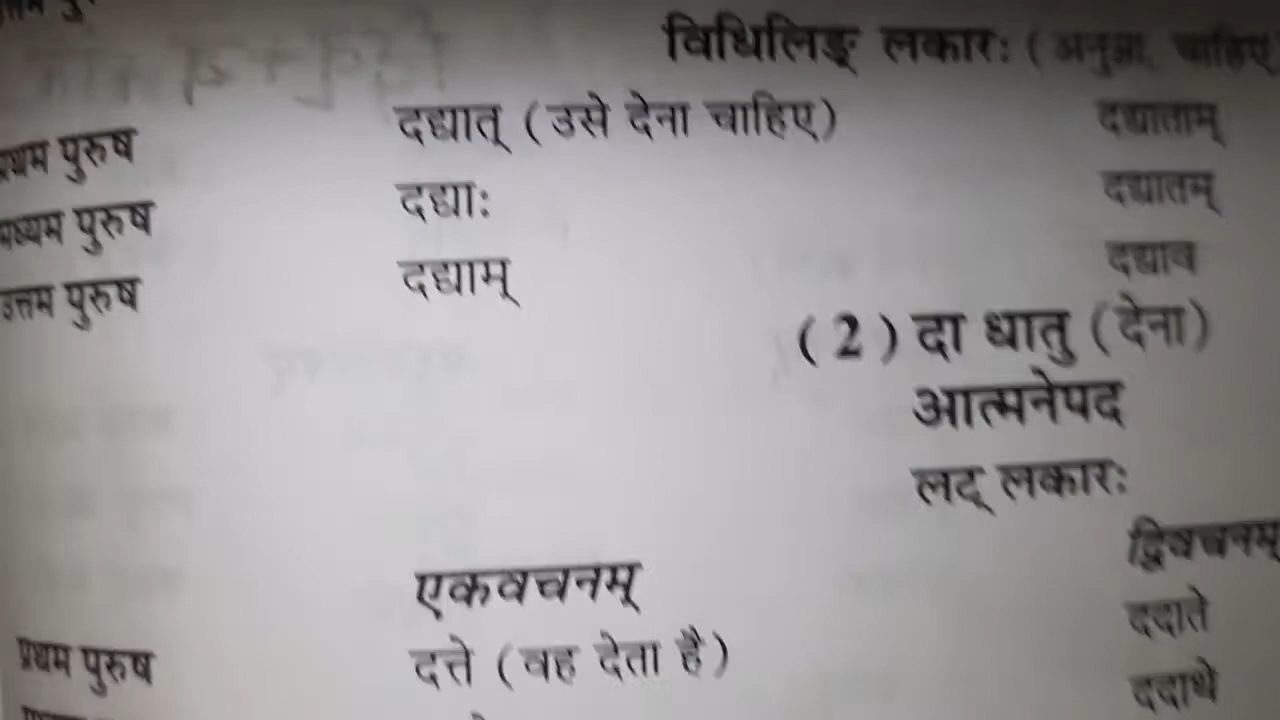 विधिलिङ् लकारः (अनुज्ञा, चाहिए
प्रथम पुरुष दद्यात् (उसे देना चाहिए) दद्याताम्
मध्यम पुरुष दद्याः दद्यातम्
उत्तम पुरुष दद्याम् दद्याव
(2) दा धातु (देना)
आत्मनेपद
लट् लकारः
एकवचनम् द्विवचनम्
प्रथम पुरुष दत्ते (वह देता है) ददाते
ददाथे